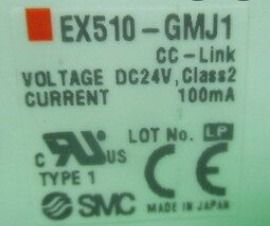 EX510-GMJ1
CC-Link
VOLTAGE DC24V, Class2
CURRENT 100mA
LOT No. LP
C RU US CE
TYPE 1
SMC MADE IN JAPAN